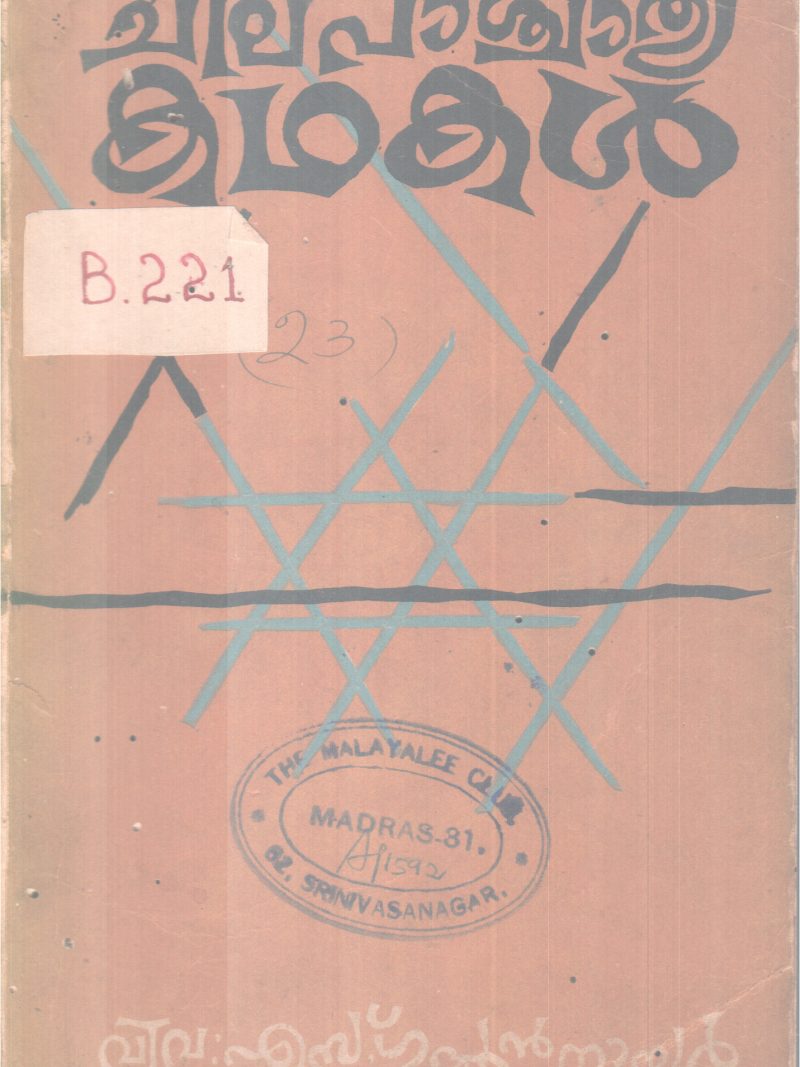 ചില പാശ്ചാത്യ
കഥകൾ
B.221
(23)
THE MALAYALEE CLUB,
MADRAS-31.
A/1592
62, SRINIVASANAGAR.
വിവ: എസ്. ഗുപ്തൻനായർ